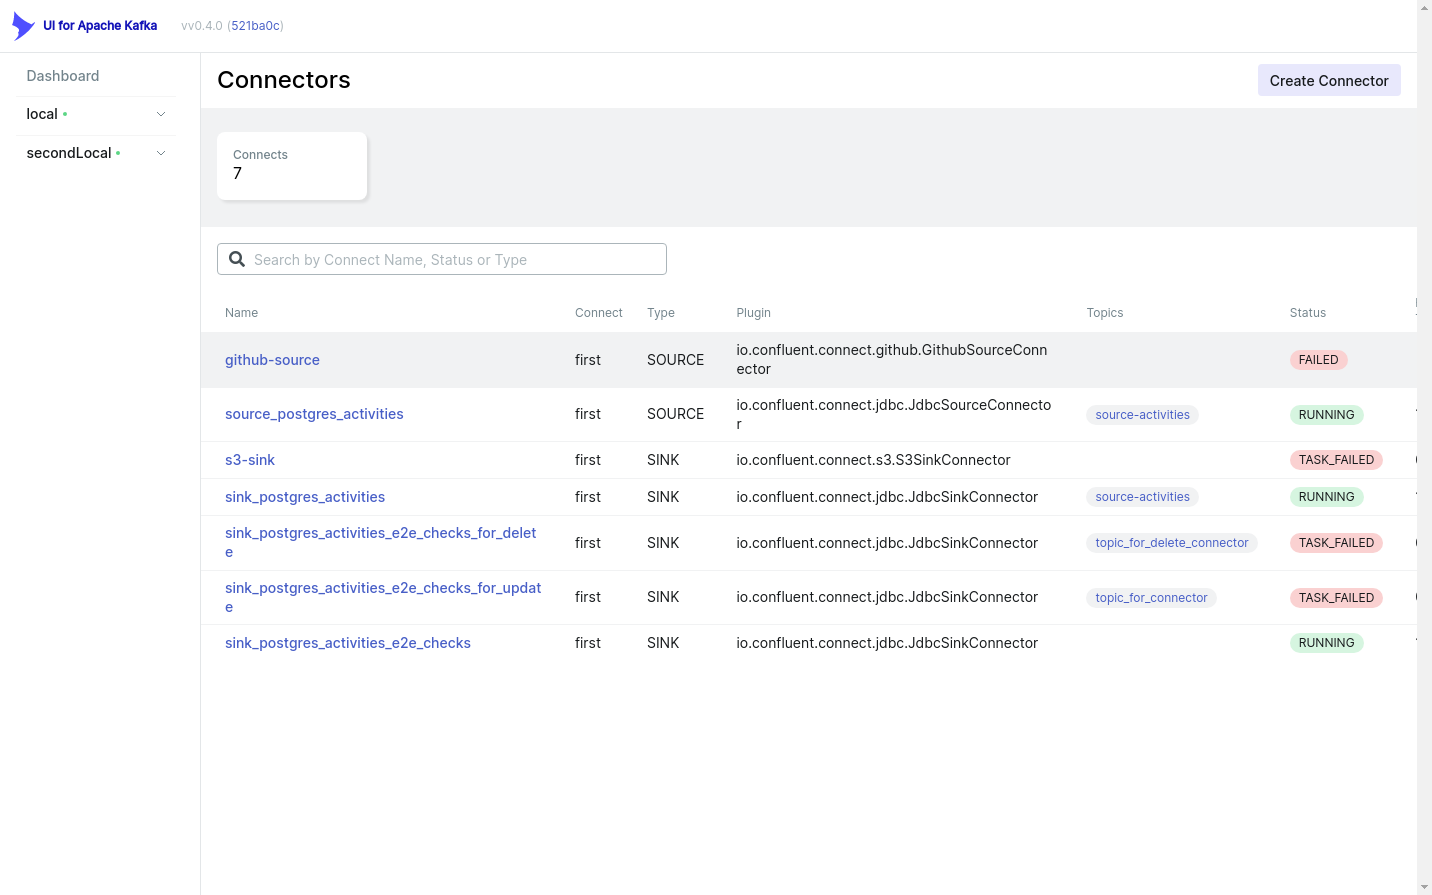 UI for Apache Kafka vv0.4.0 (521ba0c)
Dashboard
local
secondLocal
Connectors
Create Connector
Connects
7
Search by Connect Name, Status or Type
Name Connect Type Plugin Topics Status
github-source first SOURCE io.confluent.connect.github.GithubSourceConn
ector FAILED
source_postgres_activities first SOURCE io.confluent.connect.jdbc.JdbcSourceConnecto
r source-activities RUNNING
s3-sink first SINK io.confluent.connect.s3.S3SinkConnector TASK_FAILED
sink_postgres_activities first SINK io.confluent.connect.jdbc.JdbcSinkConnector source-activities RUNNING
sink_postgres_activities_e2e_checks_for_delet
e first SINK io.confluent.connect.jdbc.JdbcSinkConnector topic_for_delete_connector TASK_FAILED
sink_postgres_activities_e2e_checks_for_updat
e first SINK io.confluent.connect.jdbc.JdbcSinkConnector topic_for_connector TASK_FAILED
sink_postgres_activities_e2e_checks first SINK io.confluent.connect.jdbc.JdbcSinkConnector RUNNING